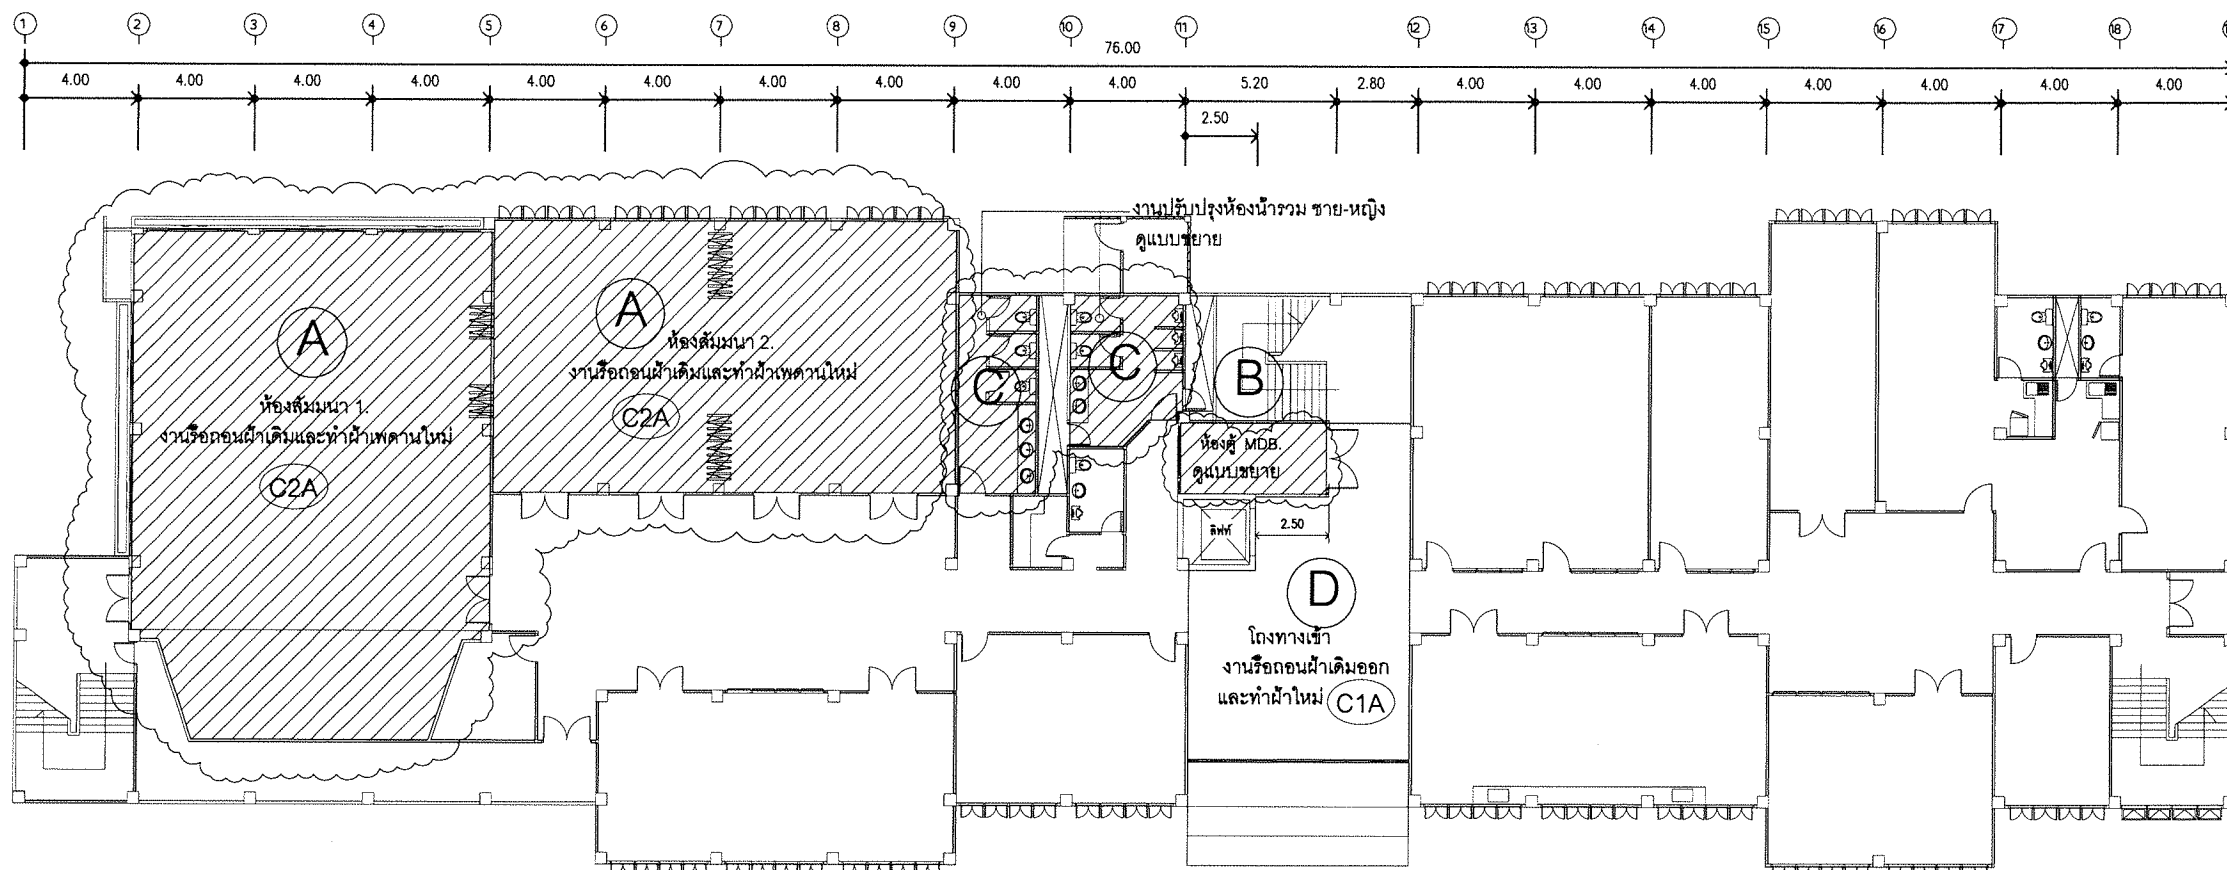 1 2 3 4 5 6 7 8 9 10 11 12 13 14 15 16 17 18
76.00
4.00 4.00 4.00 4.00 4.00 4.00 4.00 4.00 4.00 4.00 5.20 2.80 4.00 4.00 4.00 4.00 4.00 4.00 4.00
2.50
งานปรับปรุงห้องน้ำรวม ชาย-หญิง
ดูแบบขยาย
A
ห้องสัมมนา 1.
งานรื้อถอนฝ้าเดิมและทำฝ้าเพดานใหม่
C2A
A
ห้องสัมมนา 2.
งานรื้อถอนฝ้าเดิมและทำฝ้าเพดานใหม่
C2A
C
C
B
ห้องตู้ MDB.
ดูแบบขยาย
ลิฟท์
2.50
D
โถงทางเข้า
งานรื้อถอนฝ้าเดิมออก
และทำฝ้าใหม่ C1A